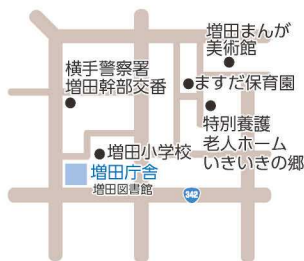 増田まんが
美術館
横手警察署
増田幹部交番
ますだ保育園
特別養護
老人ホーム
いきいきの郷
増田小学校
増田庁舎
増田図書館
342